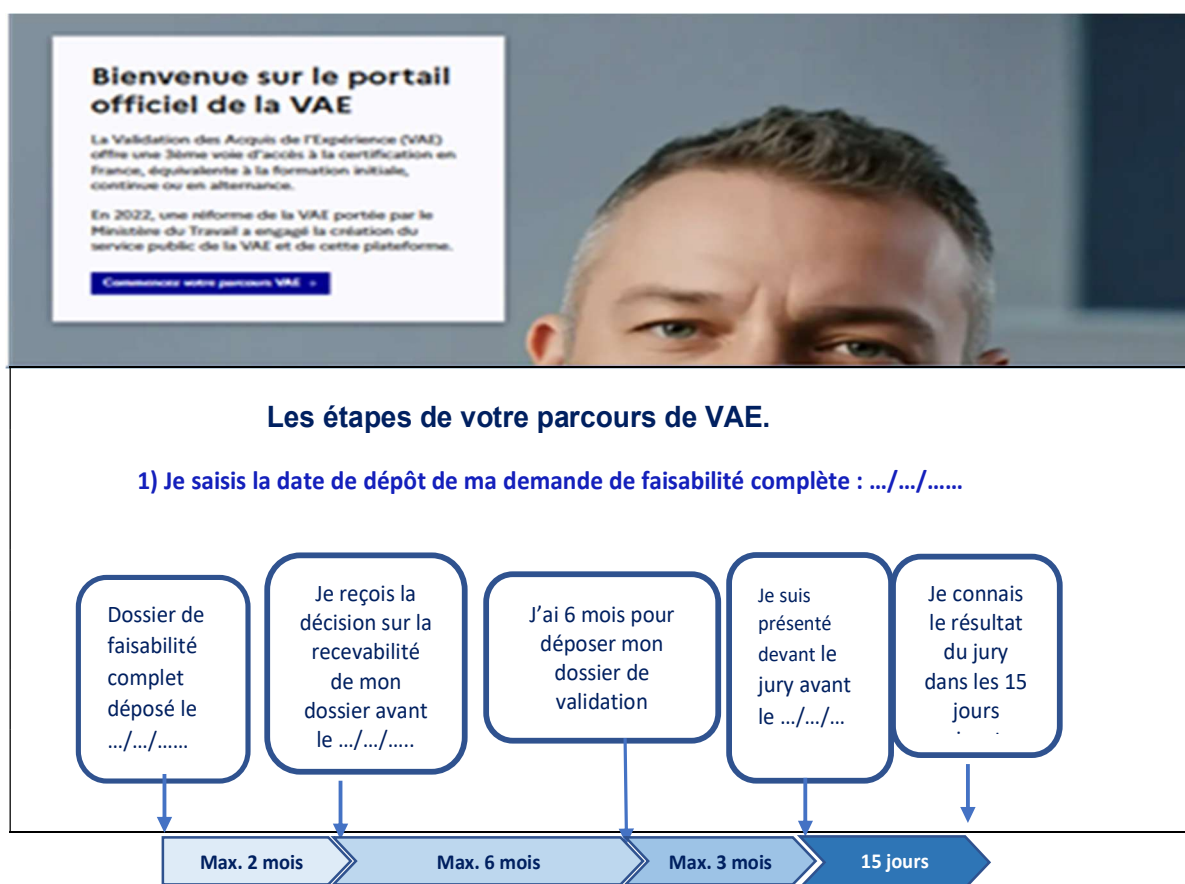 Bienvenue sur le portail
officiel de la VAE
La Validation des Acquis de l'Expérience (VAE)
offre une 3ème voie d'accès à la certification en
France, équivalente à la formation initiale,
continue ou en alternance.
En 2022, une réforme de la VAE portée par le
Ministère du Travail a engagé la création du
service public de la VAE et de cette plateforme.
Commencez votre parcours VAE
Les étapes de votre parcours de VAE.
1) Je saisis la date de dépôt de ma demande de faisabilité complète : …/…/……
Dossier de
faisabilité
complet
déposé le
…/…/……
Je reçois la
décision sur la
recevabilité
de mon
dossier avant
le …/…/…..
J’ai 6 mois pour
déposer mon
dossier de
validation
Je suis
présenté
devant le
jury avant
le …/…/…
Je connais
le résultat
du jury
dans les 15
jours
Max. 2 mois
Max. 6 mois
Max. 3 mois
15 jours